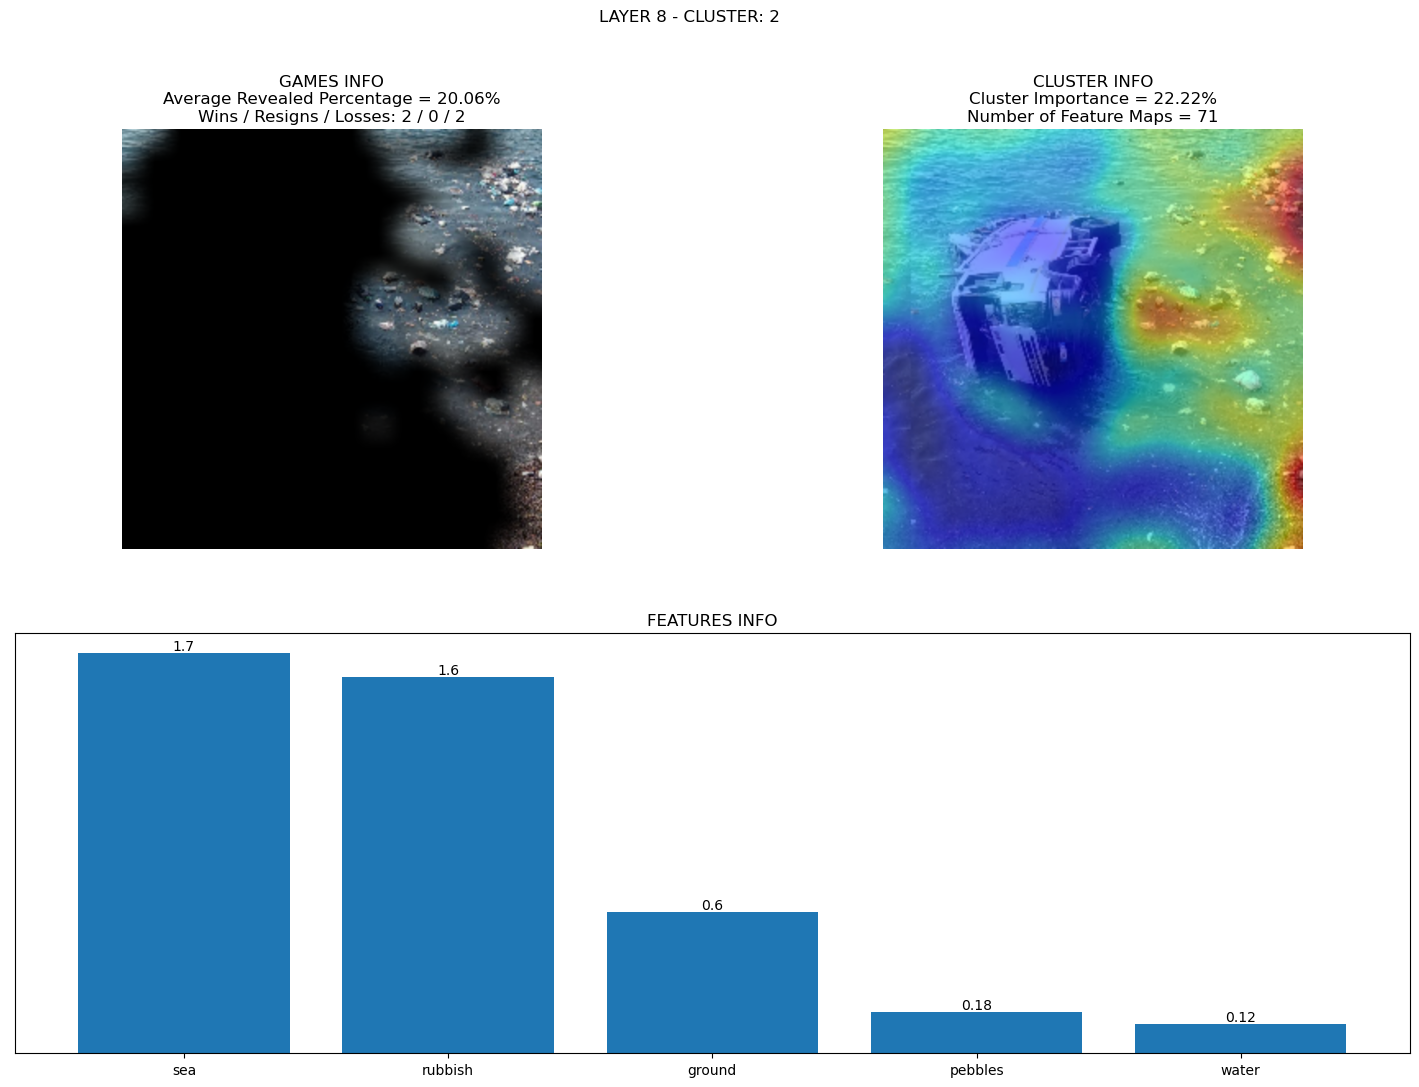 LAYER 8 - CLUSTER: 2
GAMES INFO
Average Revealed Percentage = 20.06%
Wins / Resigns / Losses: 2 / 0 / 2
CLUSTER INFO
Cluster Importance = 22.22%
Number of Feature Maps = 71
FEATURES INFO
1.7
1.6
0.6
0.18
0.12
sea
rubbish
ground
pebbles
water